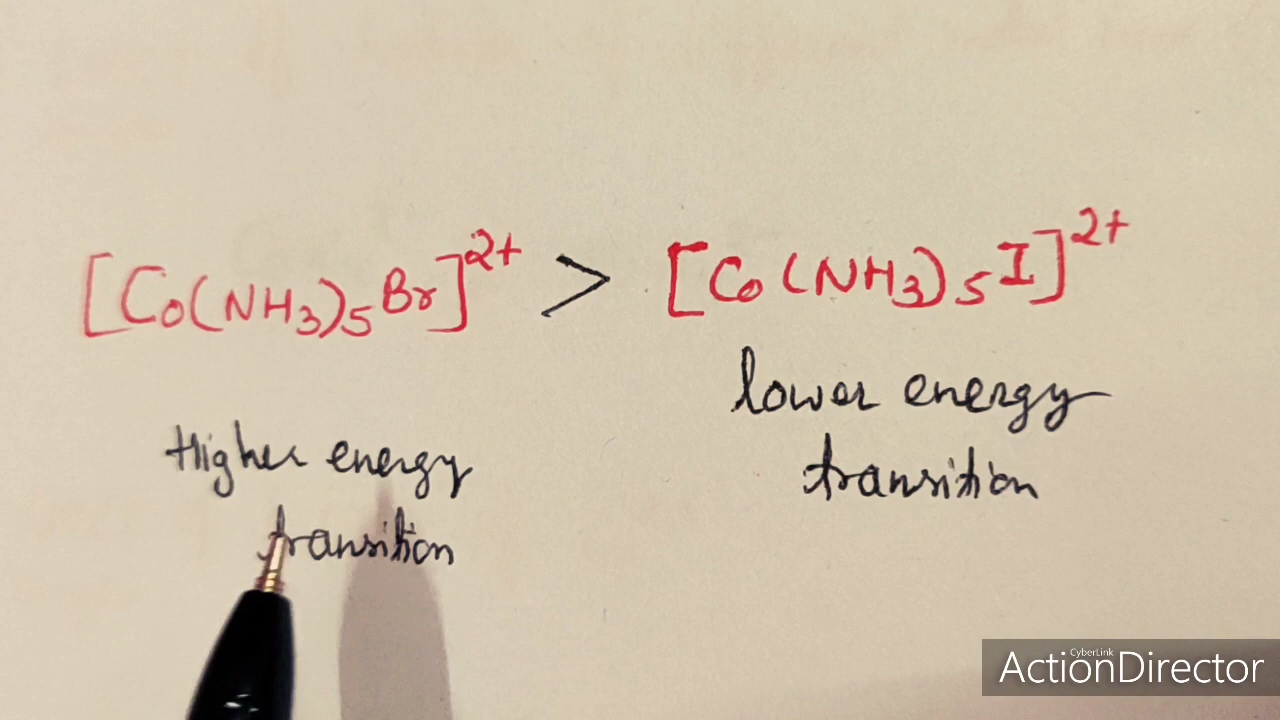 [Co(NH₃)₅Br]²⁺ > [Co(NH₃)₅I]²⁺
Higher energy
transition
lower energy
transition
CyberLink
ActionDirector